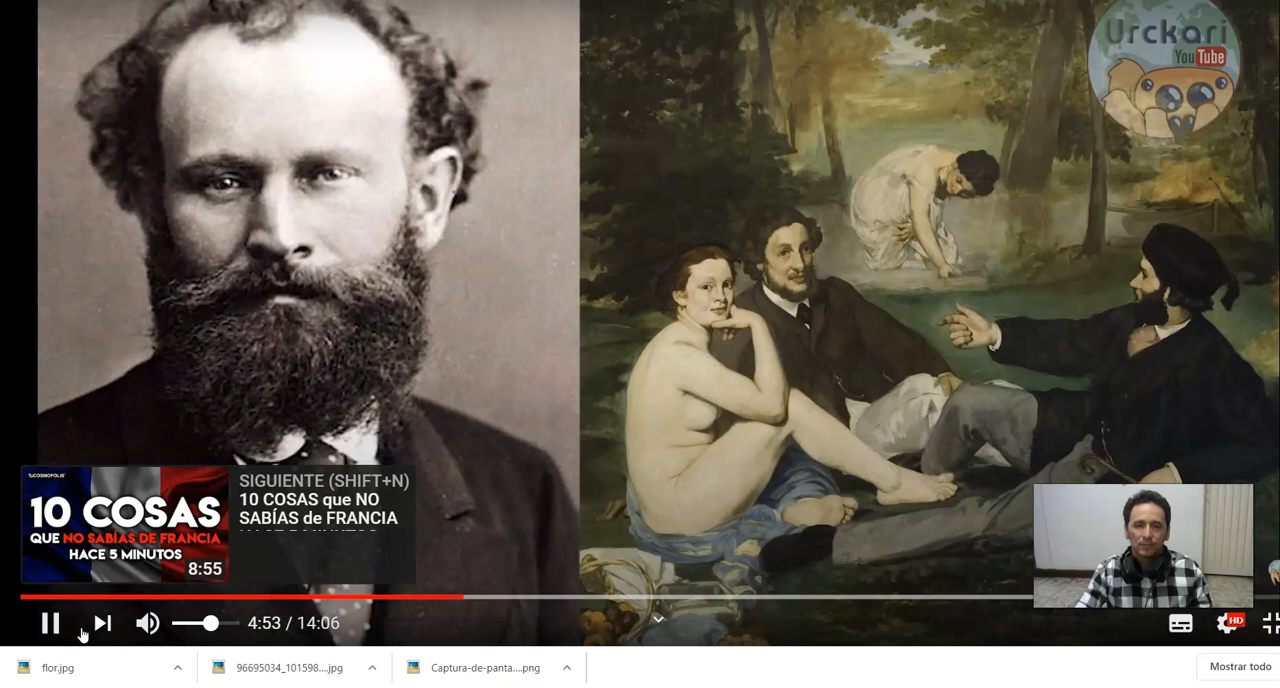 Urckari
YouTube
TuCOSMOPOLIS
10 COSAS
QUE NO SABÍAS DE FRANCIA
HACE 5 MINUTOS
8:55
SIGUIENTE (SHIFT+N)
10 COSAS que NO
SABÍAS de FRANCIA
4:53 / 14:06
HD
flor.jpg
96695034_101598....jpg
Captura-de-panta....png
Mostrar todo